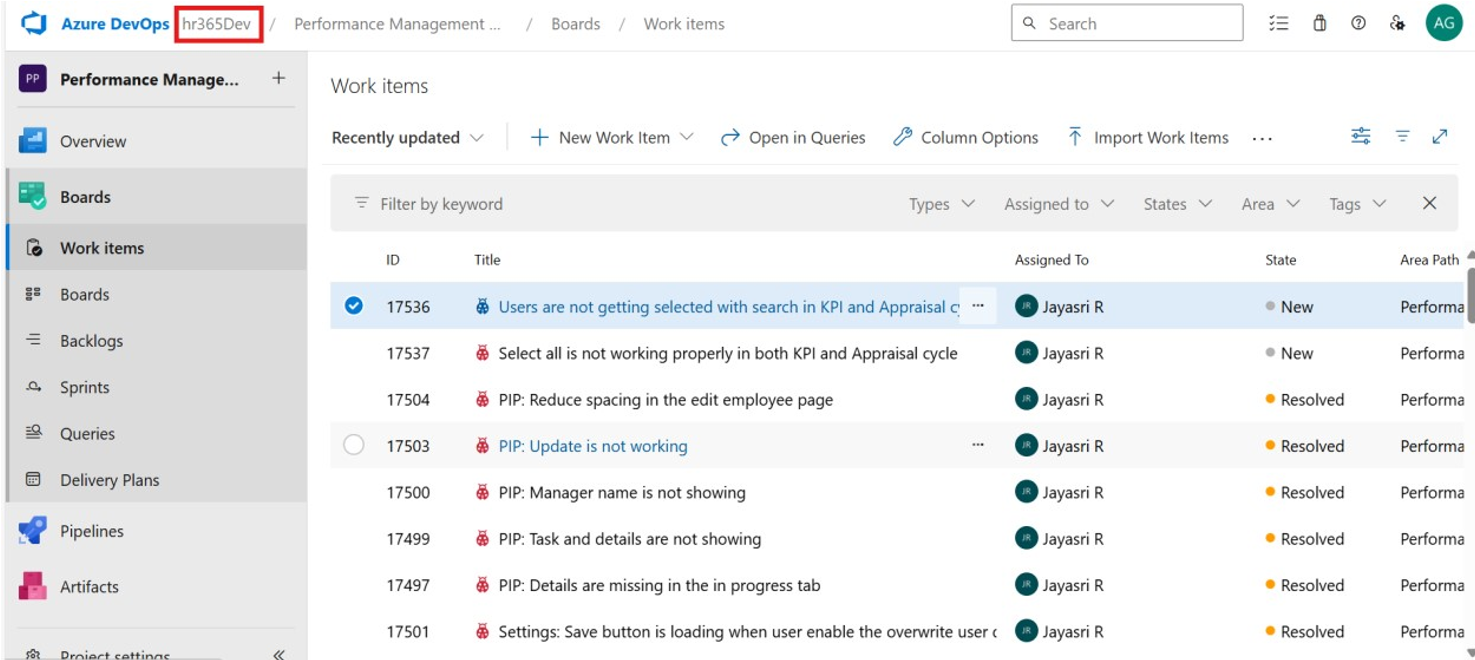 Azure DevOps hr365Dev / Performance Management ... / Boards / Work items Search AG
PP Performance Manage... +
Work items
Overview
Recently updated New Work Item Open in Queries Column Options Import Work Items ...
Boards
Filter by keyword Types Assigned to States Area Tags
Work items
Boards
Backlogs
Sprints
Queries
Delivery Plans
Pipelines
Artifacts
Project settings
ID Title Assigned To State Area Path
17536 Users are not getting selected with search in KPI and Appraisal cy ... JR Jayasri R New Performa
17537 Select all is not working properly in both KPI and Appraisal cycle JR Jayasri R New Performa
17504 PIP: Reduce spacing in the edit employee page JR Jayasri R Resolved Performa
17503 PIP: Update is not working ... JR Jayasri R Resolved Performa
17500 PIP: Manager name is not showing JR Jayasri R Resolved Performa
17499 PIP: Task and details are not showing JR Jayasri R Resolved Performa
17497 PIP: Details are missing in the in progress tab JR Jayasri R Resolved Performa
17501 Settings: Save button is loading when user enable the overwrite user JR Jayasri R Resolved Performa